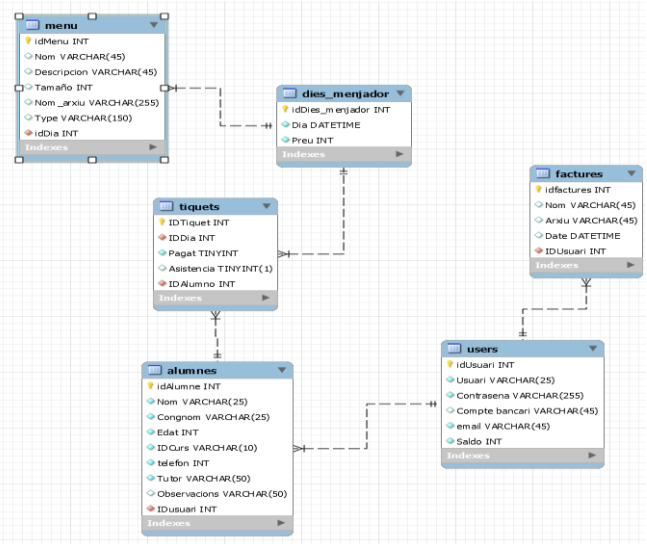 menu
idMenu INT
Nom VARCHAR(45)
Descripcion VARCHAR(45)
Tamaño INT
Nom_arxiu VARCHAR(255)
Type VARCHAR(150)
idDia INT
Indexes
dies_menjador
idDies_menjador INT
Dia DATETIME
Preu INT
Indexes
factures
idfactures INT
Nom VARCHAR(45)
Arxiu VARCHAR(45)
Date DATETIME
IDUsuari INT
Indexes
tiquets
IDTiquet INT
IDDia INT
Pagat TINYINT
Asistencia TINYINT(1)
IDAlumno INT
Indexes
users
idUsuari INT
Usuari VARCHAR(25)
Contrasena VARCHAR(255)
Compte bancari VARCHAR(45)
email VARCHAR(45)
Saldo INT
Indexes
alumnes
idAlumne INT
Nom VARCHAR(25)
Congnom VARCHAR(25)
Edat INT
IDCurs VARCHAR(10)
telefon INT
Tutor VARCHAR(50)
Observacions VARCHAR(50)
IDusuari INT
Indexes